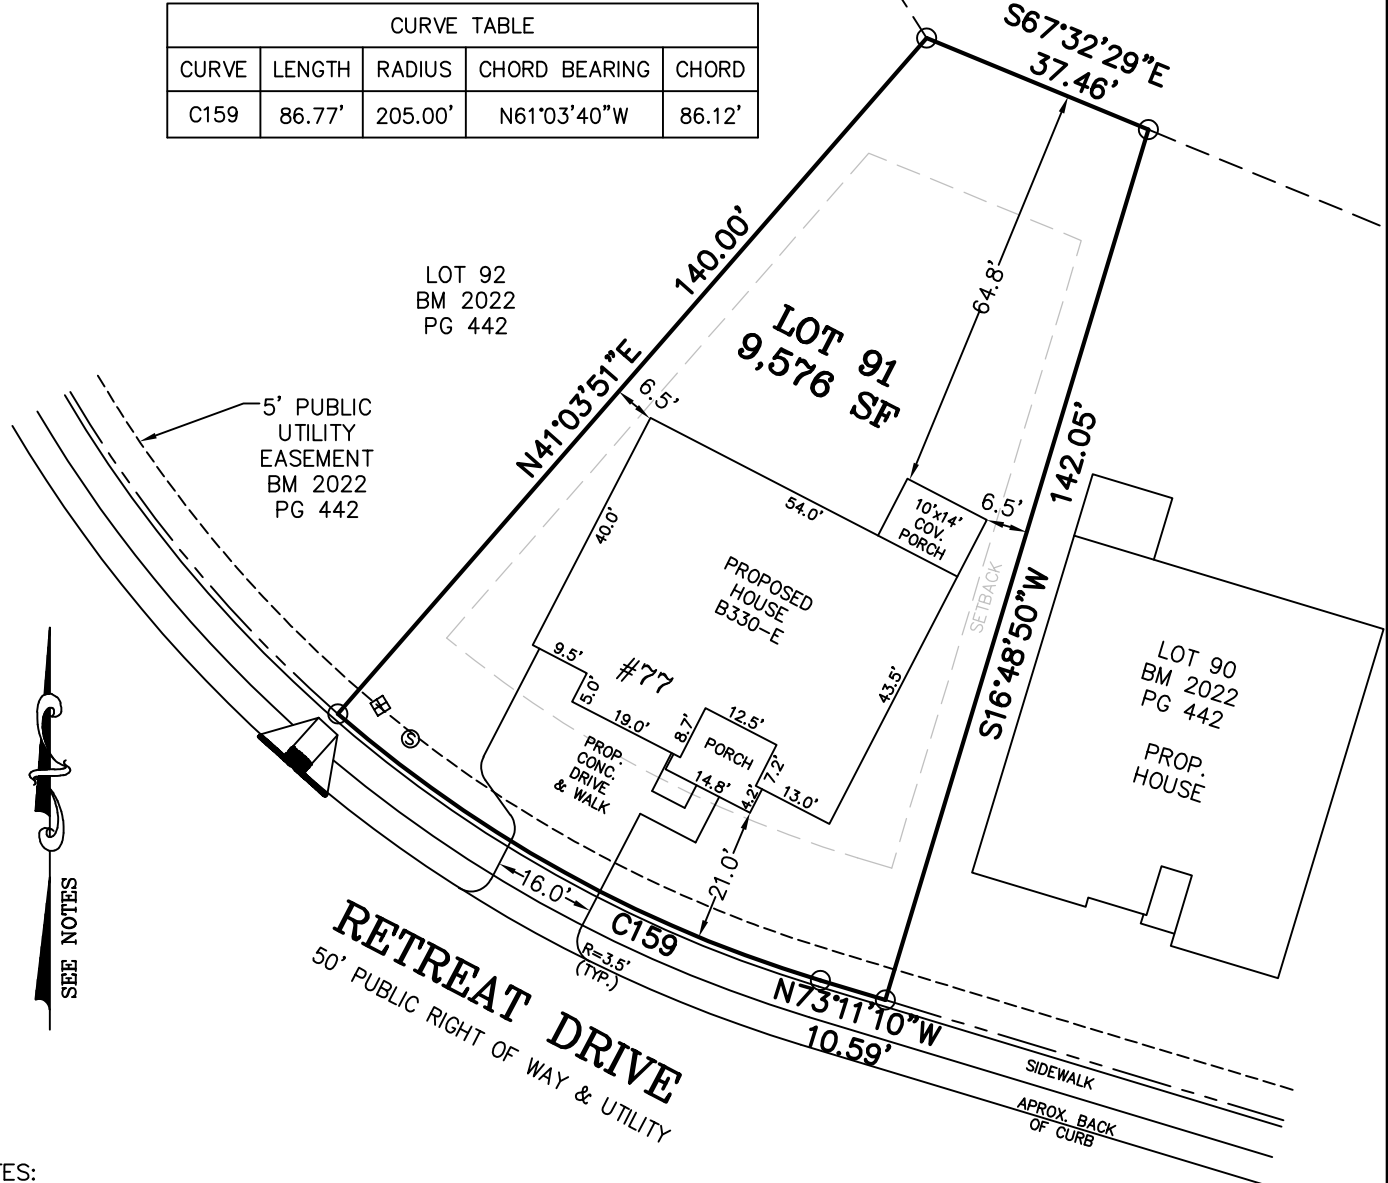 CURVE TABLE
CURVE LENGTH RADIUS CHORD BEARING CHORD
C159 86.77' 205.00' N61°03'40"W 86.12'
S67°32'29"E
37.46'
140.00'
N41°03'51"E
LOT 92
BM 2022
PG 442
5' PUBLIC
UTILITY
EASEMENT
BM 2022
PG 442
64.8'
LOT 91
9,576 SF
6.5'
142.05'
S16°48'50"W
6.5'
10'x14'
COV.
PORCH
54.0'
40.0'
PROPOSED
HOUSE
B330-E
SETBACK
#77
9.5'
5.0'
19.0'
8.7'
12.5'
PORCH
7.2'
14.8'
4.2'
13.0'
43.5'
PROP.
CONC.
DRIVE
& WALK
LOT 90
BM 2022
PG 442
PROP.
HOUSE
S
21.0'
16.0'
C159
R=3.5'
(TYP.)
N73°11'10"W
10.59'
RETREAT DRIVE
50' PUBLIC RIGHT OF WAY & UTILITY
SIDEWALK
APROX. BACK
OF CURB
SEE NOTES
TES: